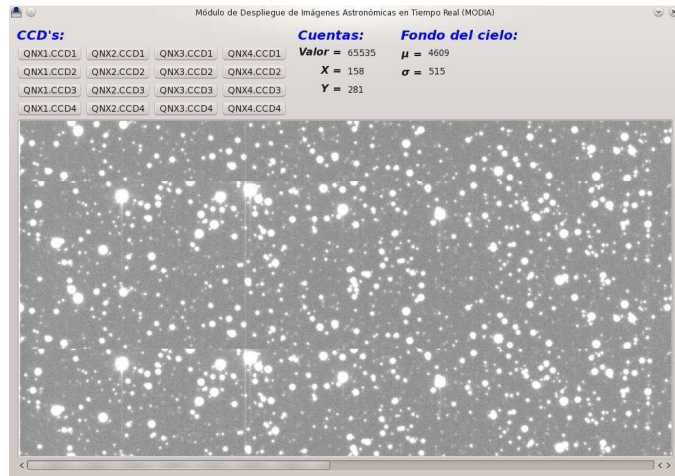 Módulo de Despliegue de Imágenes Astronómicas en Tiempo Real (MODIA)
CCD's: Cuentas: Fondo del cielo:
QNX1.CCD1 QNX2.CCD1 QNX3.CCD1 QNX4.CCD1 Valor = 65535 μ = 4609
QNX1.CCD2 QNX2.CCD2 QNX3.CCD2 QNX4.CCD2 X = 158 σ = 515
QNX1.CCD3 QNX2.CCD3 QNX3.CCD3 QNX4.CCD3 Y = 281
QNX1.CCD4 QNX2.CCD4 QNX3.CCD4 QNX4.CCD4